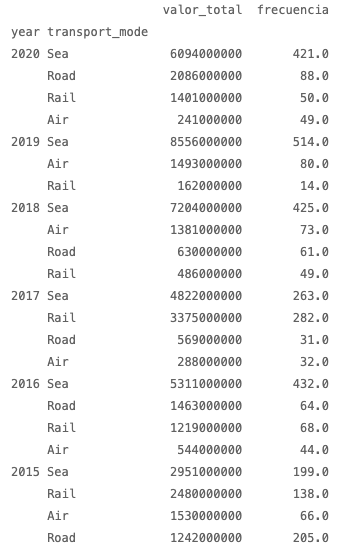 valor_total frecuencia
year transport_mode
2020 Sea 6094000000 421.0
Road 2086000000 88.0
Rail 1401000000 50.0
Air 241000000 49.0
2019 Sea 8556000000 514.0
Air 1493000000 80.0
Rail 162000000 14.0
2018 Sea 7204000000 425.0
Air 1381000000 73.0
Road 630000000 61.0
Rail 486000000 49.0
2017 Sea 4822000000 263.0
Rail 3375000000 282.0
Road 569000000 31.0
Air 288000000 32.0
2016 Sea 5311000000 432.0
Road 1463000000 64.0
Rail 1219000000 68.0
Air 544000000 44.0
2015 Sea 2951000000 199.0
Rail 2480000000 138.0
Air 1530000000 66.0
Road 1242000000 205.0